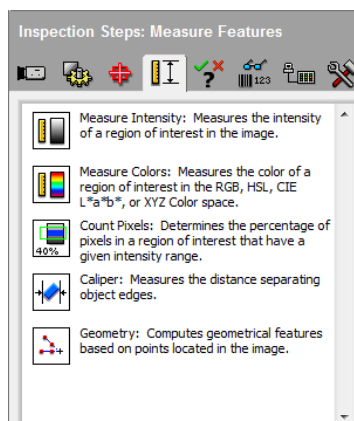 Inspection Steps: Measure Features
123
Measure Intensity: Measures the intensity
of a region of interest in the image.
Measure Colors: Measures the color of a
region of interest in the RGB, HSL, CIE
L*a*b*, or XYZ Color space.
Count Pixels: Determines the percentage of
pixels in a region of interest that have a
given intensity range.
40%
Caliper: Measures the distance separating
object edges.
Geometry: Computes geometrical features
based on points located in the image.